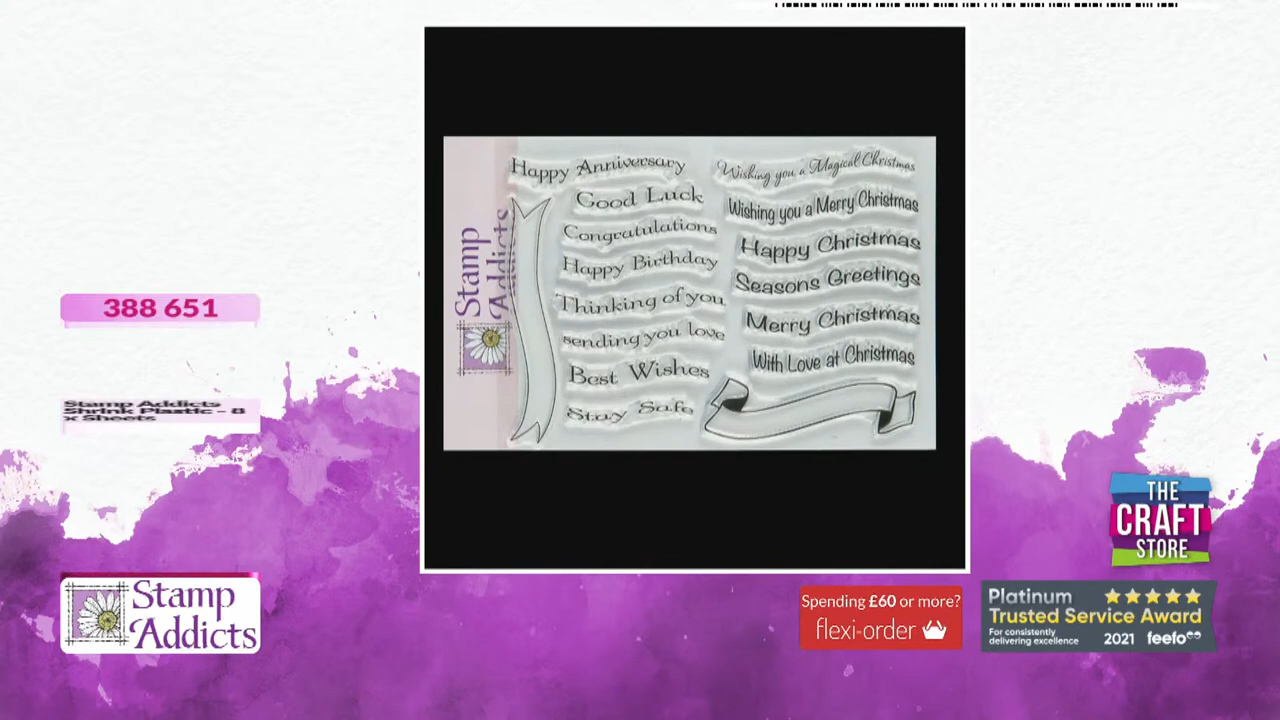 388 651
Stamp Addicts
Shrink Plastic - 8
x Sheets
Stamp
Addicts
Happy Anniversary
Good Luck
Congratulations
Happy Birthday
Thinking of you
sending you love
Best Wishes
Stay Safe
Wishing you a Magical Christmas
Wishing you a Merry Christmas
Happy Christmas
Seasons Greetings
Merry Christmas
With Love at Christmas
THE
CRAFT
STORE
Stamp
Addicts
Spending £60 or more?
flexi-order
Platinum
Trusted Service Award
For consistently
delivering excellence
2021 feefo